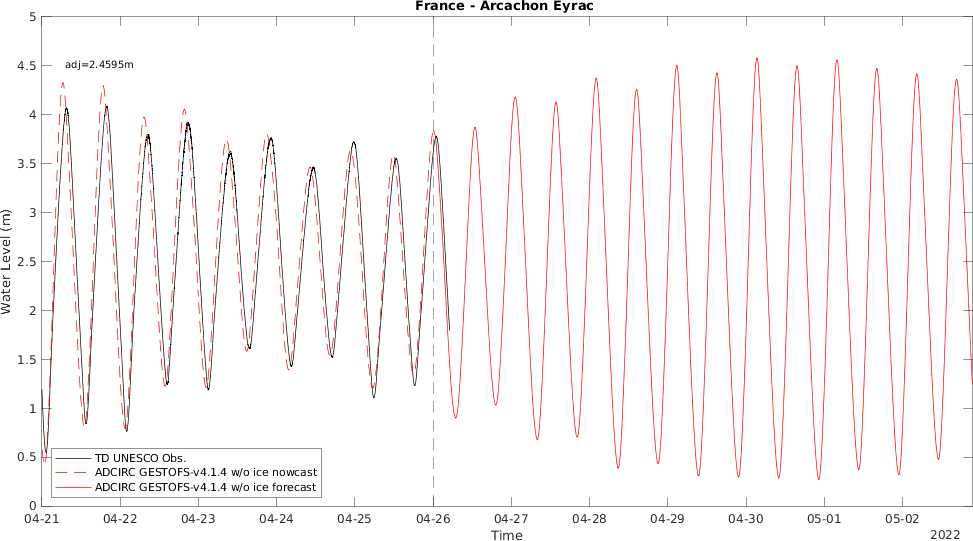 France - Arcachon Eyrac
5
4.5
4
3.5
3
2.5
2
1.5
1
0.5
0
Water Level (m)
adj=2.4595m
TD UNESCO Obs.
ADCIRC GESTOFS-v4.1.4 w/o ice nowcast
ADCIRC GESTOFS-v4.1.4 w/o ice forecast
04-21 04-22 04-23 04-24 04-25 04-26 04-27 04-28 04-29 04-30 05-01 05-02
Time
2022